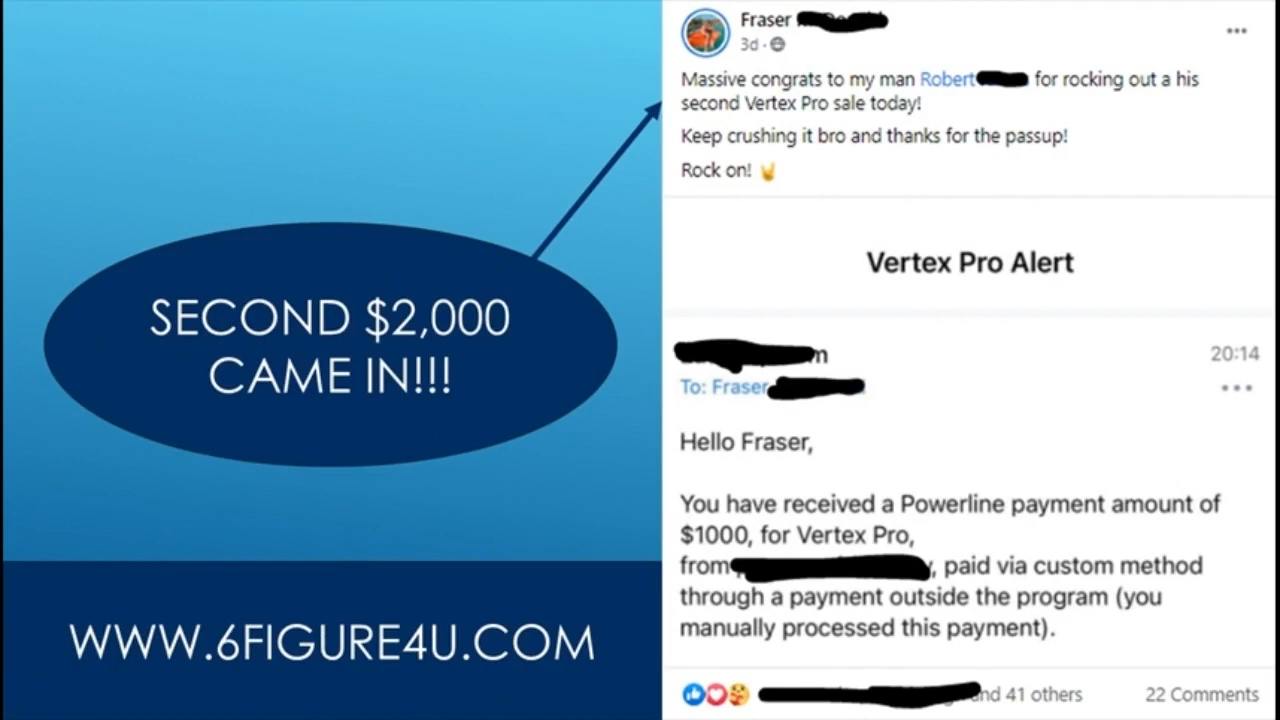 SECOND $2,000
CAME IN!!!
WWW.6FIGURE4U.COM
Fraser
3d ·
Massive congrats to my man Robert for rocking out a his
second Vertex Pro sale today!
Keep crushing it bro and thanks for the passup!
Rock on! 🤘
Vertex Pro Alert
20:14
To: Fraser
Hello Fraser,
You have received a Powerline payment amount of
$1000, for Vertex Pro,
from , paid via custom method
through a payment outside the program (you
manually processed this payment).
and 41 others
22 Comments